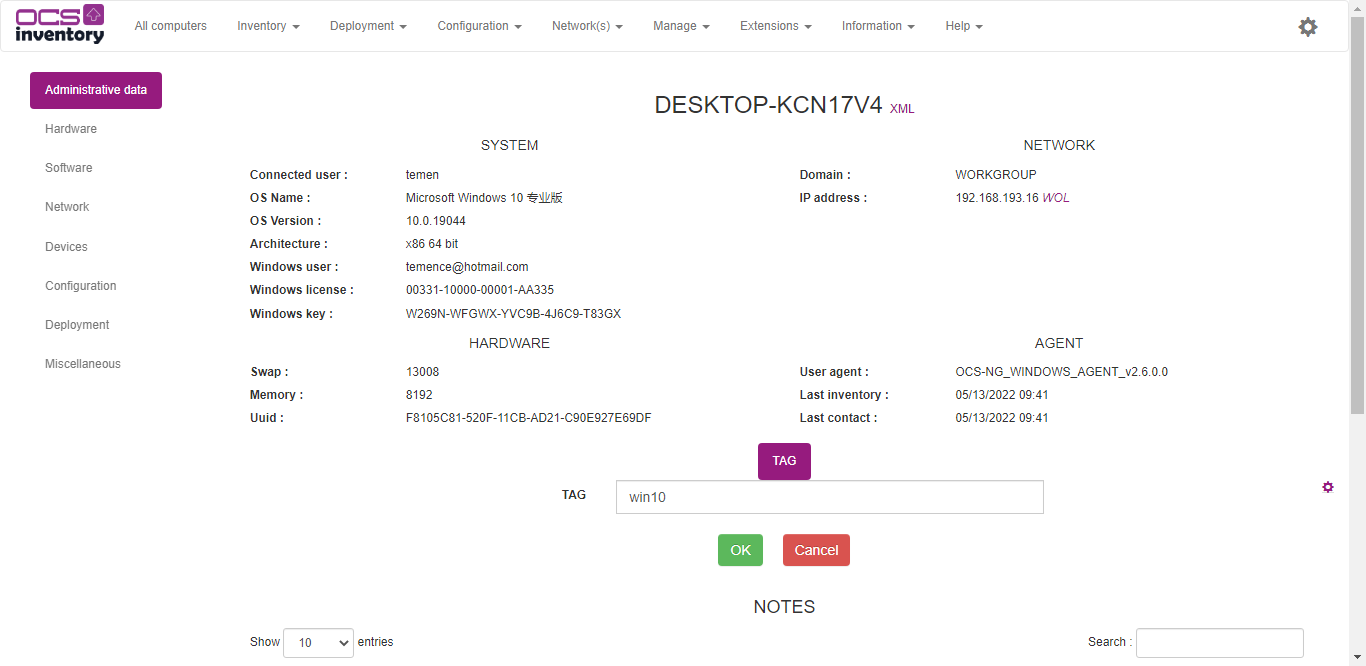 OCS inventory
All computers Inventory Deployment Configuration Network(s) Manage Extensions Information Help
Administrative data
Hardware
Software
Network
Devices
Configuration
Deployment
Miscellaneous
DESKTOP-KCN17V4 XML
SYSTEM
Connected user : temen
OS Name : Microsoft Windows 10 专业版
OS Version : 10.0.19044
Architecture : x86 64 bit
Windows user : temence@hotmail.com
Windows license : 00331-10000-00001-AA335
Windows key : W269N-WFGWX-YVC9B-4J6C9-T83GX
NETWORK
Domain : WORKGROUP
IP address : 192.168.193.16 WOL
HARDWARE
Swap : 13008
Memory : 8192
Uuid : F8105C81-520F-11CB-AD21-C90E927E69DF
AGENT
User agent : OCS-NG_WINDOWS_AGENT_v2.6.0.0
Last inventory : 05/13/2022 09:41
Last contact : 05/13/2022 09:41
TAG
TAG win10
OK Cancel
NOTES
Show 10 entries Search :